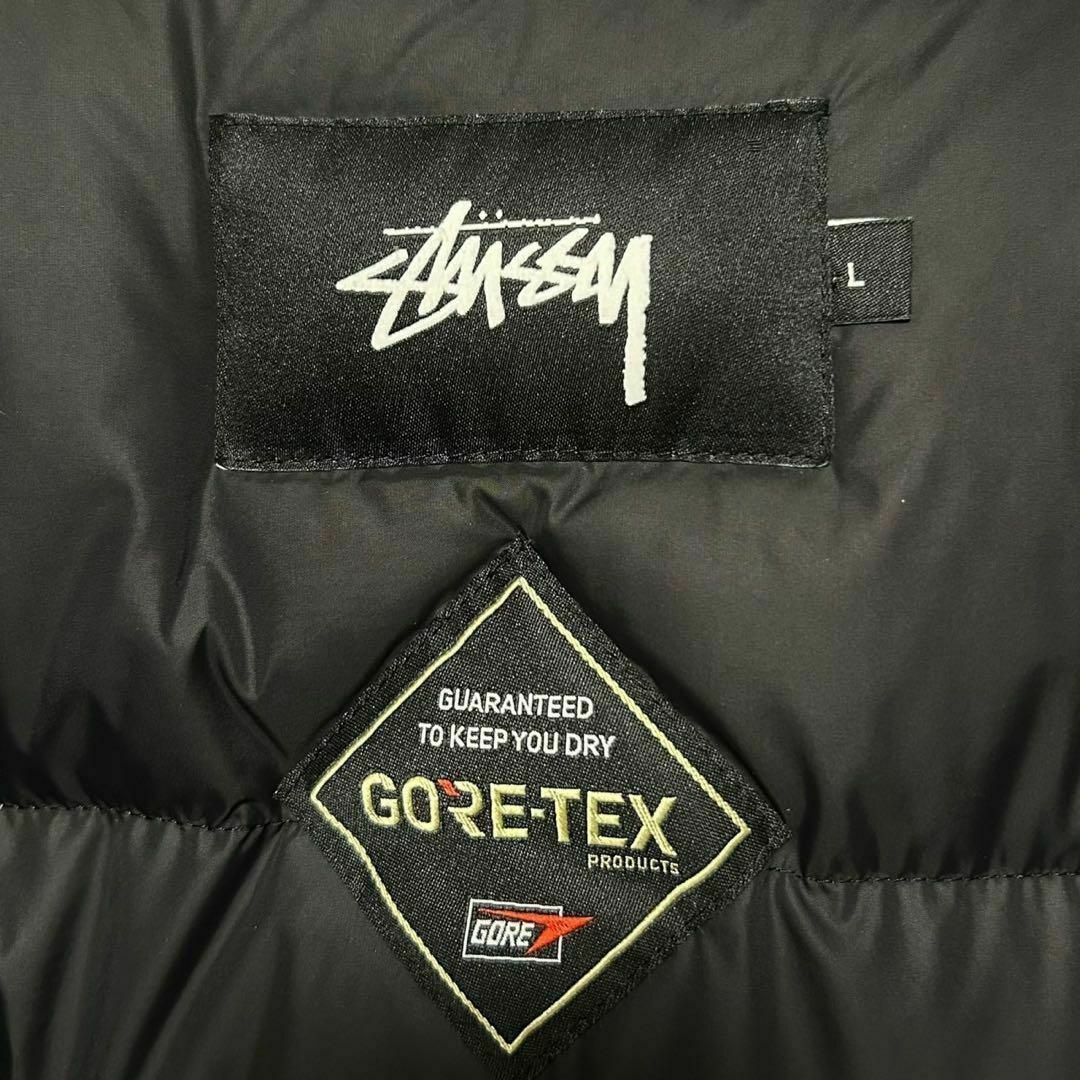 Stüssy
L
GUARANTEED
TO KEEP YOU DRY
GORE-TEX
PRODUCTS
GORE